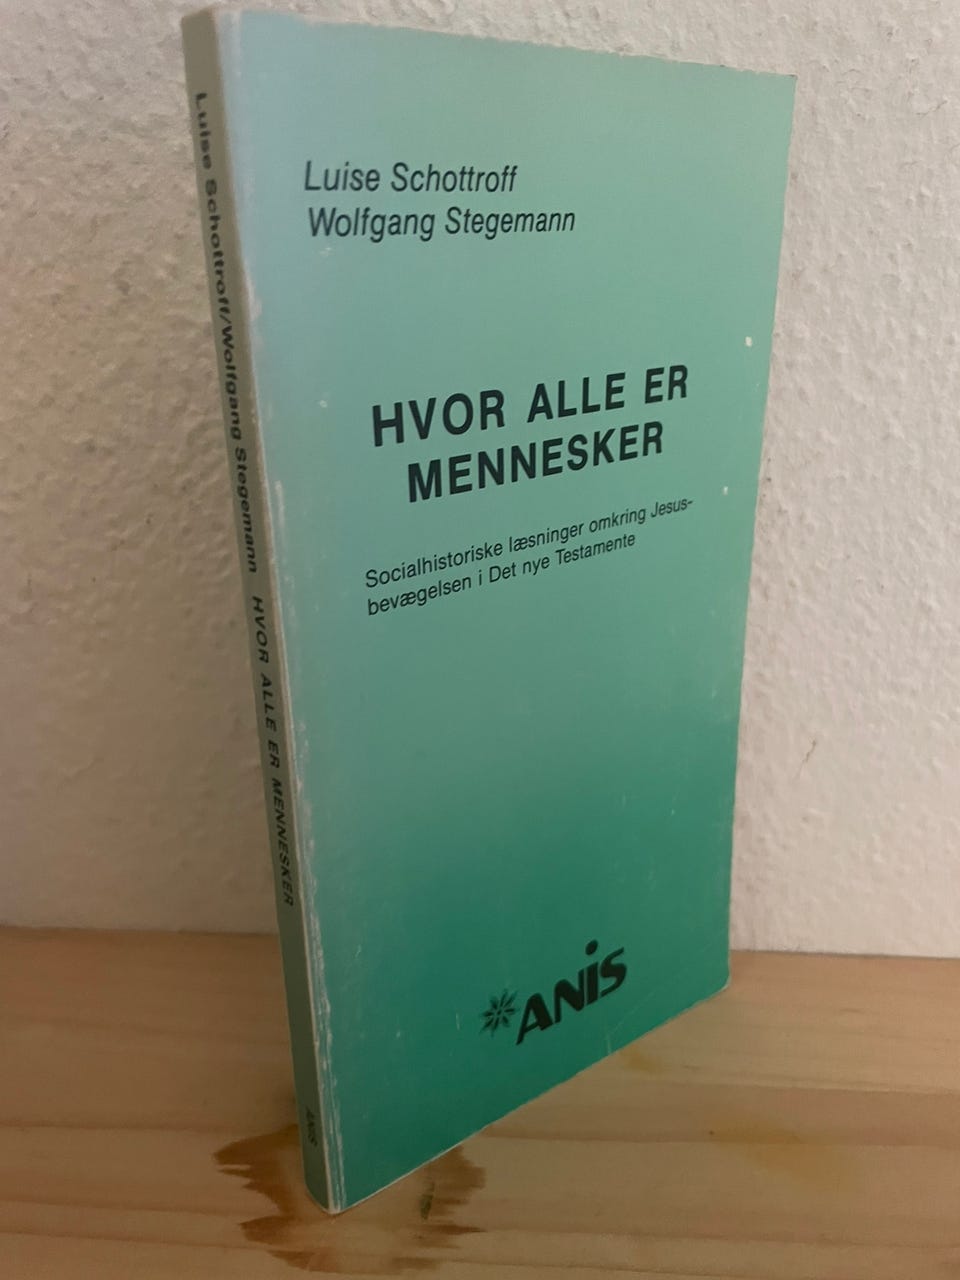 Luise Schottroff
Wolfgang Stegemann
HVOR ALLE ER
MENNESKER
Socialhistoriske læsninger omkring Jesus-
bevægelsen i Det nye Testamente
ANiS
Luise Schottroff/Wolfgang Stegemann HVOR ALLE ER MENNESKER
ANIS